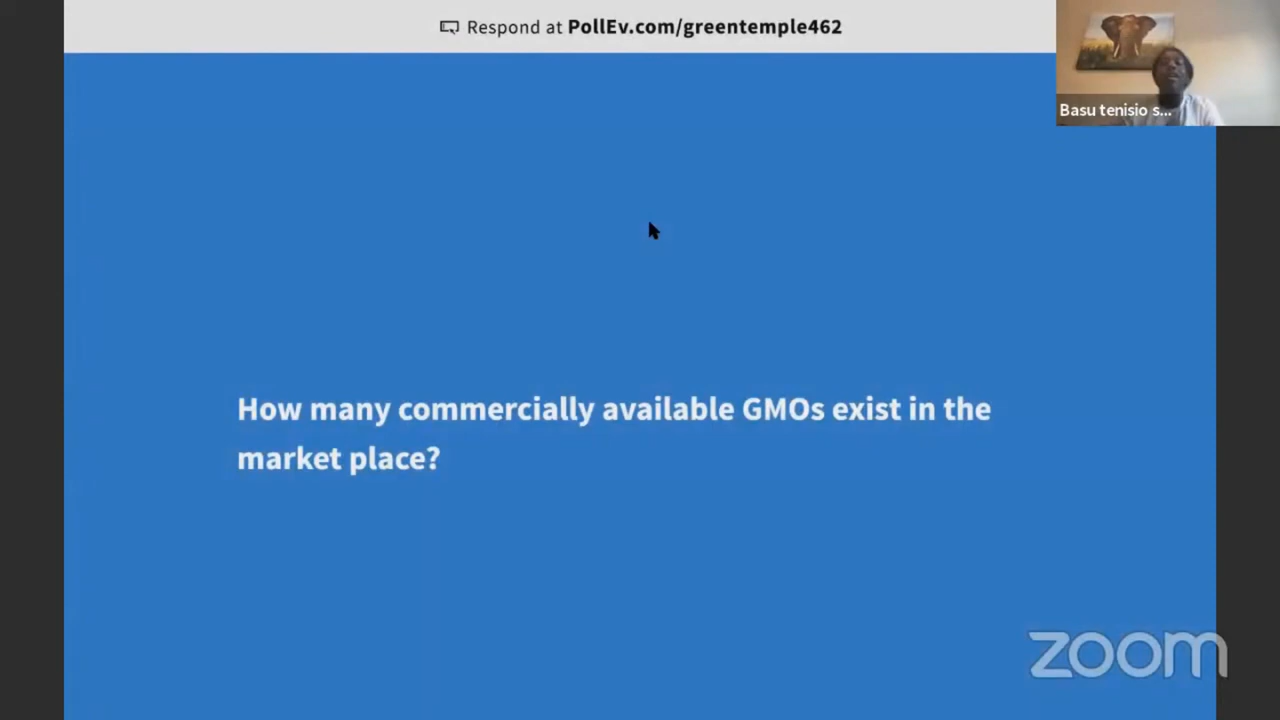 Respond at PollEv.com/greentemple462
Basu tenisio s...
How many commercially available GMOs exist in the
market place?
zoom